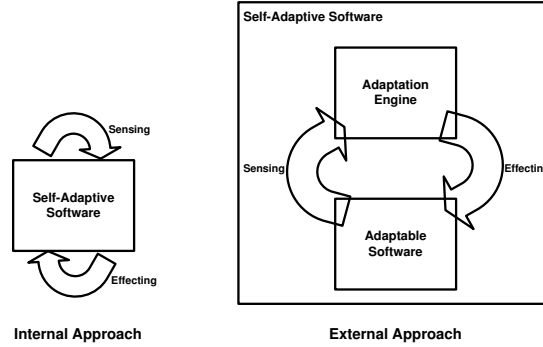 Self-Adaptive Software
Adaptation
Engine
Sensing
Self-Adaptive
Software
Effecting
Sensing
Effectin
Adaptable
Software
Internal Approach
External Approach